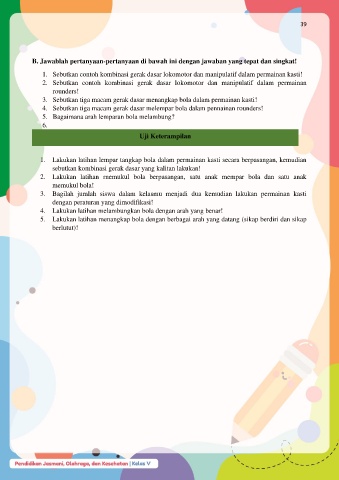 39
B. Jawablah pertanyaan-pertanyaan di bawah ini dengan jawaban yang tepat dan singkat!
1. Sebutkan contoh kombinasi gerak dasar lokomotor dan manipulatif dalam permainan kasti!
2. Sebutkan contoh kombinasi gerak dasar lokomotor dan manipulatif dalam permainan
rounders!
3. Sebutkan tiga macam gerak dasar menangkap bola dalam permainan kasti?
4. Sebutkan tiga macam gerak dasar melempar bola dalam permainan rounders!
5. Bagaimana arah lemparan bola melambung?
6.
Uji Keterampilan
1. Lakukan latihan lempar tangkap bola dalam permainan kasti secara berpasangan, kemudian
sebutkan kombinasi gerak dasar yang kalian lakukan!
2. Lakukan latihan memukul bola berpasangan, satu anak melempar bola dan satu anak
memukul bola!
3. Bagilah jumlah siswa dalam kelasmu menjadi dua kemudian lakukan permainan kasti
dengan peraturan yang dimodifikasi!
4. Lakukan latihan melambungkan bola dengan arah yang benar!
5. Lakukan latihan menangkap bola dengan berbagai arah yang datang (sikap berdiri dan sikap
berlutut)!
Pendidikan Jasmani, Olahraga, dan Kesehatan | Kelas V